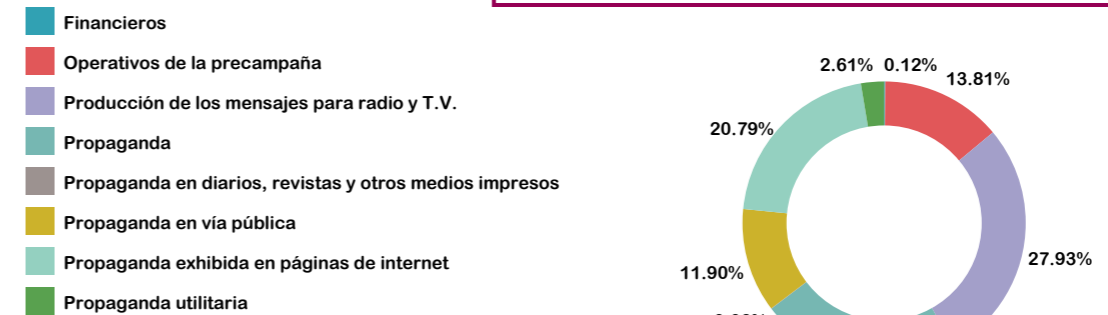 Financieros
Operativos de la precampaña
Producción de los mensajes para radio y T.V.
Propaganda
Propaganda en diarios, revistas y otros medios impresos
Propaganda en vía pública
Propaganda exhibida en páginas de internet
Propaganda utilitaria
2.61% 0.12%
13.81%
20.79%
27.93%
11.90%